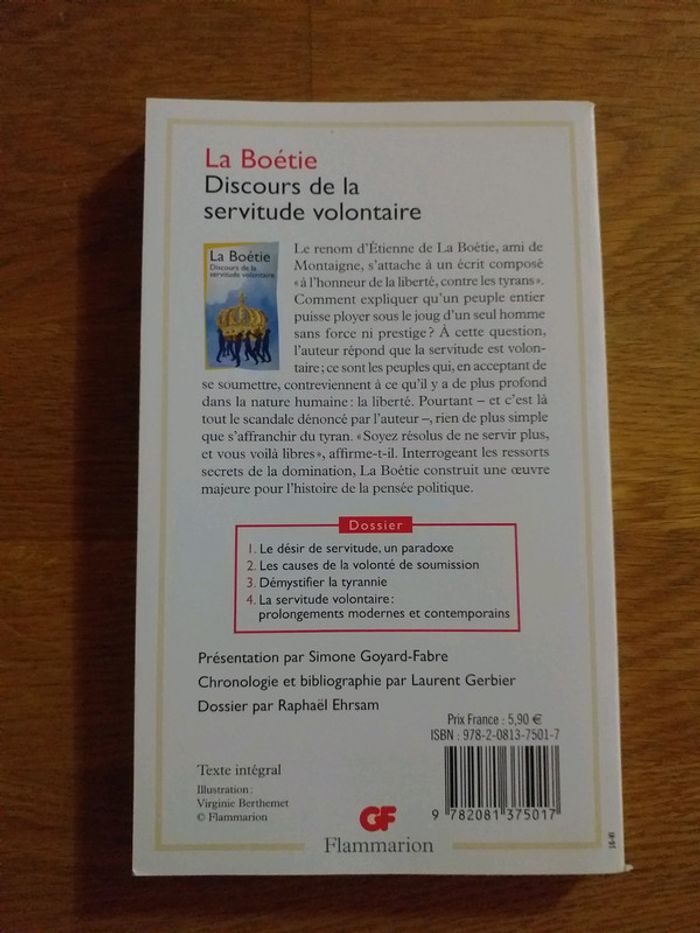 La Boétie
Discours de la
servitude volontaire
La Boétie
Discours de la
servitude volontaire
Le renom d'Étienne de La Boétie, ami de
Montaigne, s'attache à un écrit composé
« à l'honneur de la liberté, contre les tyrans ».
Comment expliquer qu'un peuple entier
puisse ployer sous le joug d'un seul homme
sans force ni prestige ? À cette question,
l'auteur répond que la servitude est volon-
taire ; ce sont les peuples qui, en acceptant de
se soumettre, contreviennent à ce qu'il y a de plus profond
dans la nature humaine : la liberté. Pourtant – et c'est là
tout le scandale dénoncé par l'auteur –, rien de plus simple
que s'affranchir du tyran. « Soyez résolus de ne servir plus,
et vous voilà libres », affirme-t-il. Interrogeant les ressorts
secrets de la domination, La Boétie construit une œuvre
majeure pour l'histoire de la pensée politique.
Dossier
1. Le désir de servitude, un paradoxe
2. Les causes de la volonté de soumission
3. Démystifier la tyrannie
4. La servitude volontaire :
prolongements modernes et contemporains
Présentation par Simone Goyard-Fabre
Chronologie et bibliographie par Laurent Gerbier
Dossier par Raphaël Ehrsam
Prix France : 5,90 €
ISBN : 978-2-0813-7501-7
Texte intégral
Illustration :
Virginie Berthemet
© Flammarion
9 782081 375017
GF
Flammarion